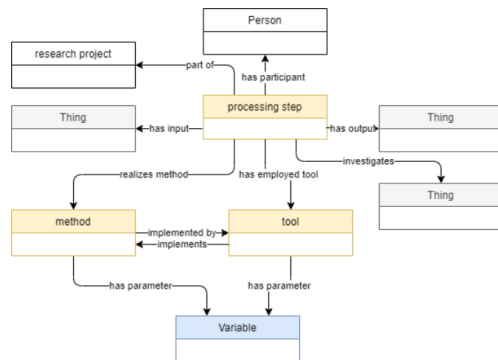 Person
research project
part of
has participant
processing step
Thing
has input
has output
Thing
investigates
realizes method
has employed tool
Thing
method
implemented by
implements
tool
has parameter
has parameter
Variable